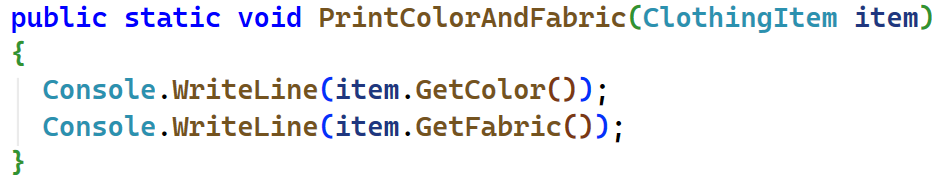 public static void PrintColorAndFabric(ClothingItem item)
{
  Console.WriteLine(item.GetColor());
  Console.WriteLine(item.GetFabric());
}